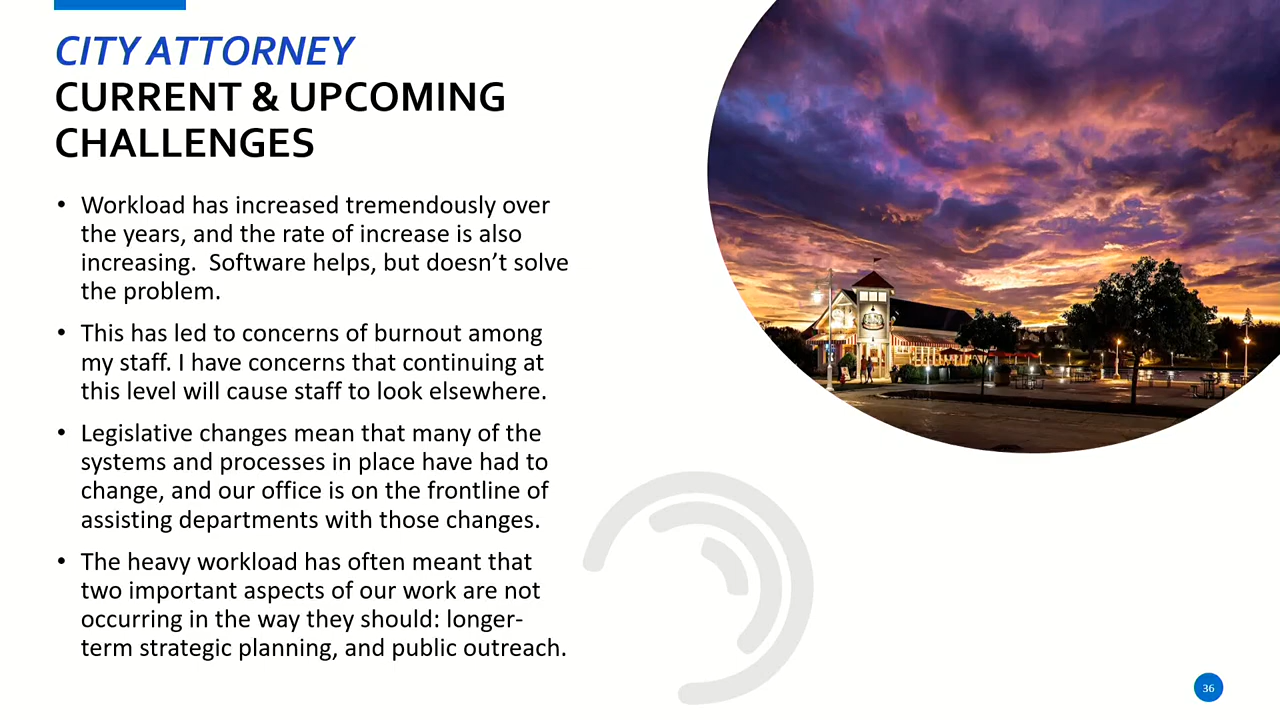 CITY ATTORNEY
CURRENT & UPCOMING
CHALLENGES
• Workload has increased tremendously over
the years, and the rate of increase is also
increasing.  Software helps, but doesn’t solve
the problem.
• This has led to concerns of burnout among
my staff. I have concerns that continuing at
this level will cause staff to look elsewhere.
• Legislative changes mean that many of the
systems and processes in place have had to
change, and our office is on the frontline of
assisting departments with those changes.
• The heavy workload has often meant that
two important aspects of our work are not
occurring in the way they should: longer-
term strategic planning, and public outreach.
36